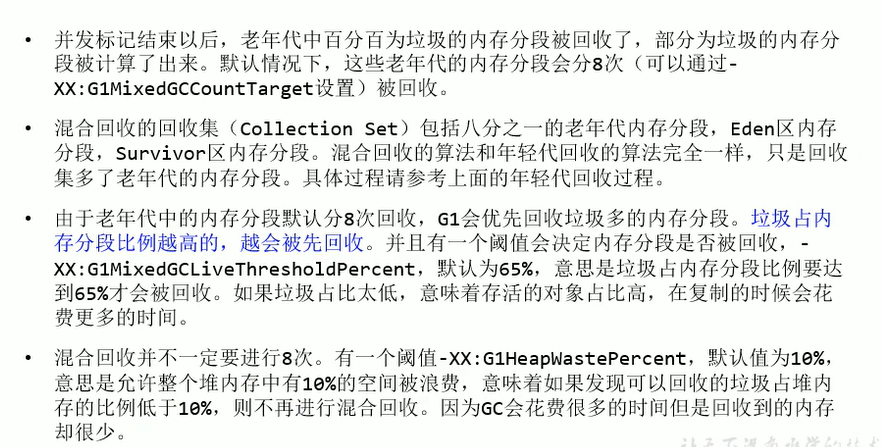 • 并发标记结束以后，老年代中百分百为垃圾的内存分段被回收了，部分为垃圾的内存分
段被计算了出来。默认情况下，这些老年代的内存分段会分8次（可以通过-
XX:G1MixedGCCountTarget设置）被回收。
• 混合回收的回收集（Collection Set）包括八分之一的老年代内存分段，Eden区内存
分段，Survivor区内存分段。混合回收的算法和年轻代回收的算法完全一样，只是回收
集多了老年代的内存分段。具体过程请参考上面的年轻代回收过程。
• 由于老年代中的内存分段默认分8次回收，G1会优先回收垃圾多的内存分段。垃圾占内
存分段比例越高的，越会被先回收。并且有一个阈值会决定内存分段是否被回收，-
XX:G1MixedGCLiveThresholdPercent，默认为65%，意思是垃圾占内存分段比例要达
到65%才会被回收。如果垃圾占比太低，意味着存活的对象占比高，在复制的时候会花
费更多的时间。
• 混合回收并不一定要进行8次。有一个阈值-XX:G1HeapWastePercent，默认值为10%，
意思是允许整个堆内存中有10%的空间被浪费，意味着如果发现可以回收的垃圾占堆内
存的比例低于10%，则不再进行混合回收。因为GC会花费很多的时间但是回收到的内存
却很少。